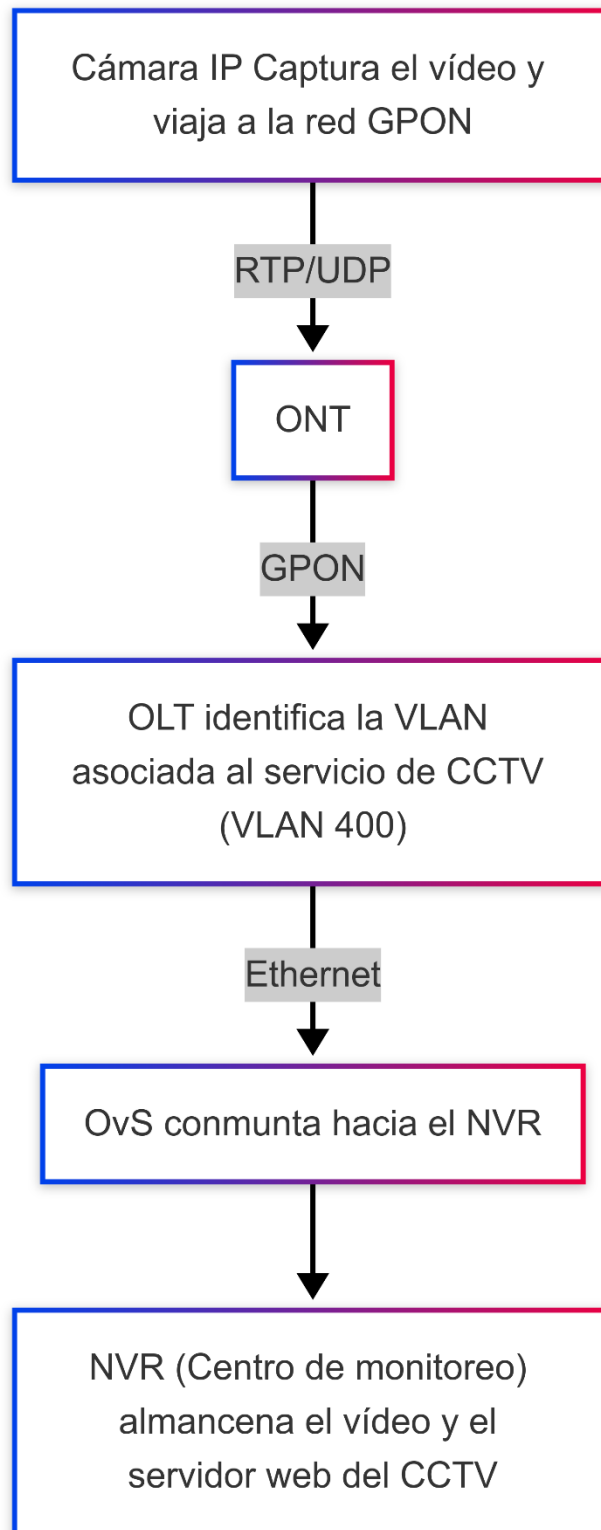 Cámara IP Captura el vídeo y
viaja a la red GPON
RTP/UDP
ONT
GPON
OLT identifica la VLAN
asociada al servicio de CCTV
(VLAN 400)
Ethernet
OvS conmunta hacia el NVR
NVR (Centro de monitoreo)
almancena el vídeo y el
servidor web del CCTV